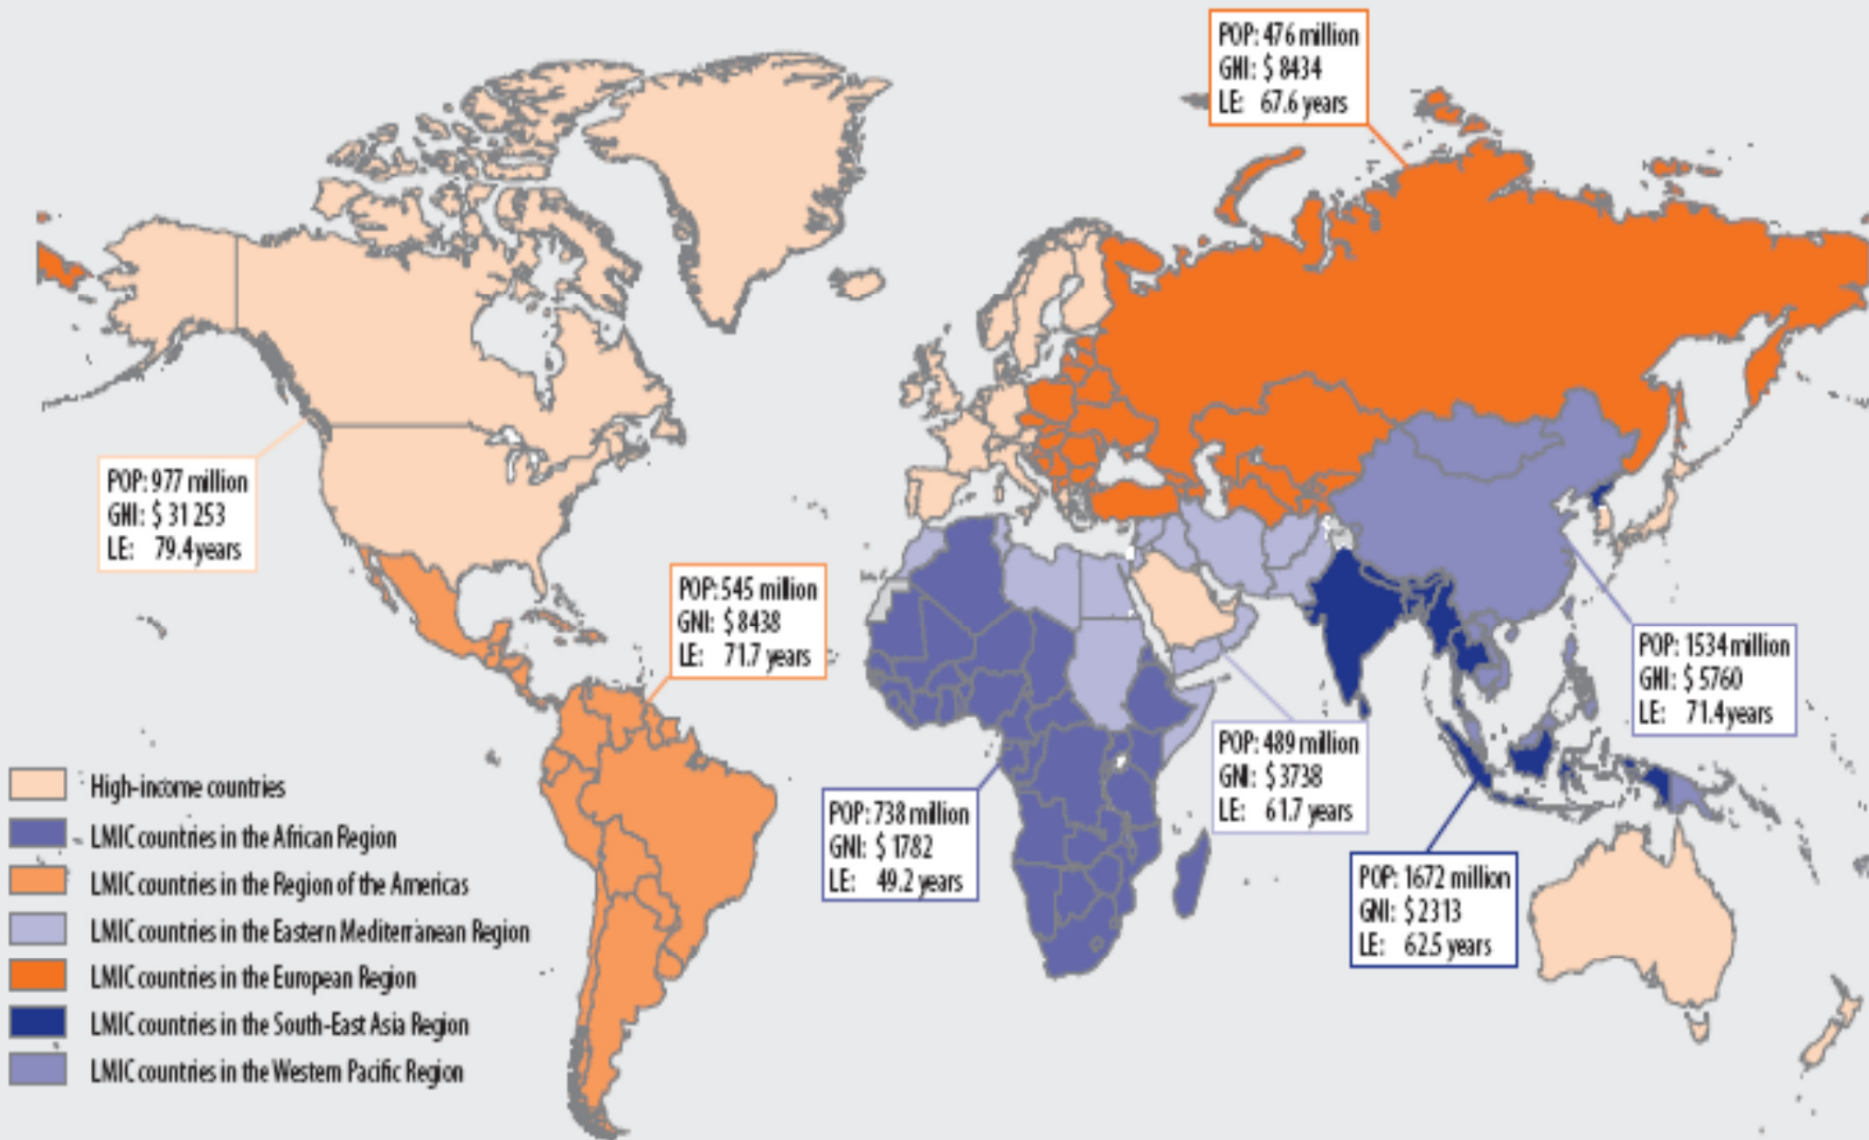 POP: 476 million
GNI: $ 8434
LE: 67.6 years
POP: 977 million
GNI: $ 31 253
LE: 79.4 years
POP: 545 million
GNI: $ 8438
LE: 71.7 years
POP: 1534 million
GNI: $ 5760
LE: 71.4 years
POP: 489 million
GNI: $ 3738
LE: 61.7 years
POP: 738 million
GNI: $ 1782
LE: 49.2 years
POP: 1672 million
GNI: $ 2313
LE: 62.5 years
High-income countries
LMIC countries in the African Region
LMIC countries in the Region of the Americas
LMIC countries in the Eastern Mediterranean Region
LMIC countries in the European Region
LMIC countries in the South-East Asia Region
LMIC countries in the Western Pacific Region